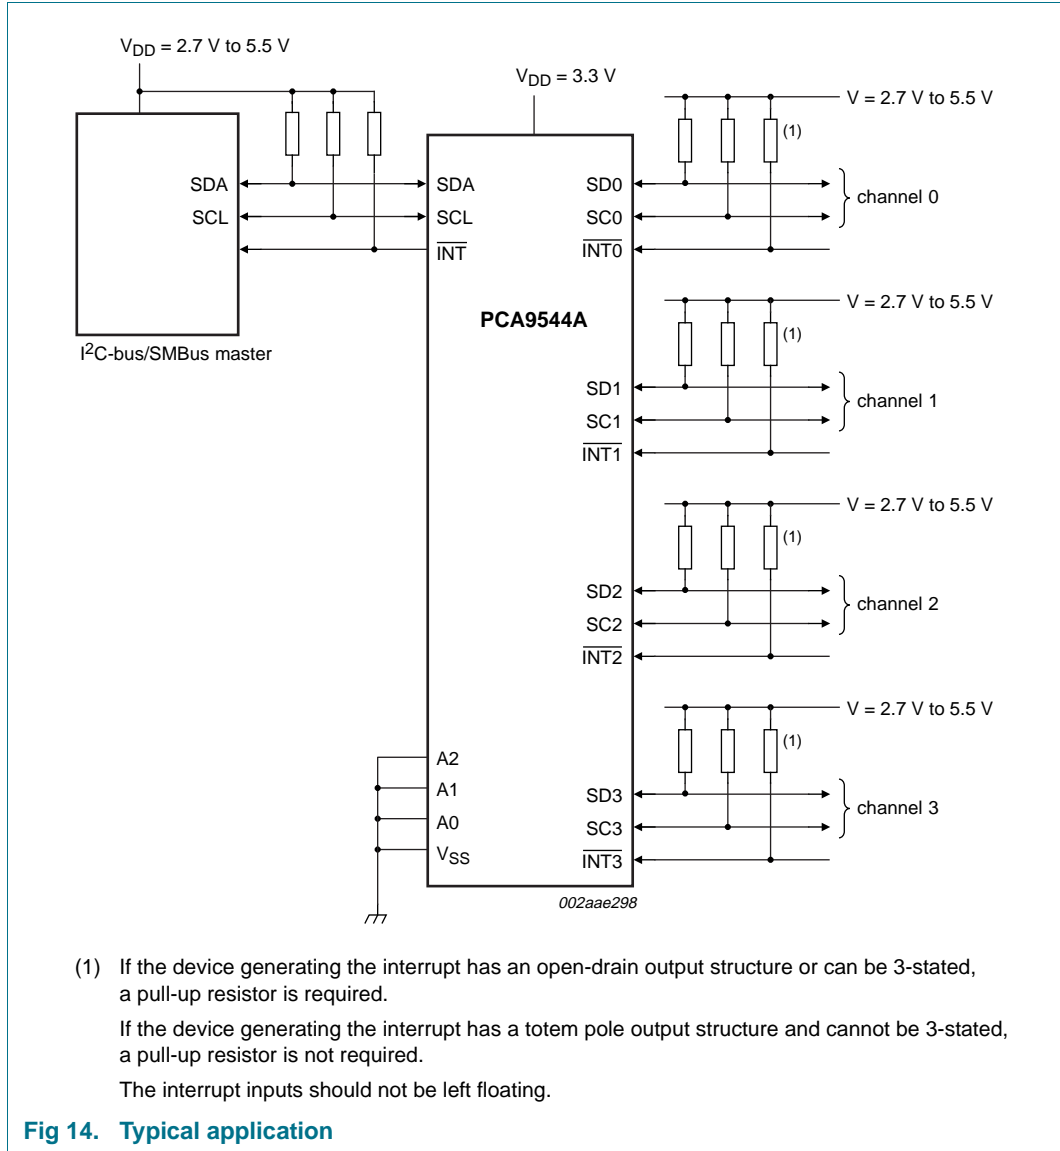 V_DD = 2.7 V to 5.5 V
V_DD = 3.3 V
V = 2.7 V to 5.5 V
(1)
SDA
SCL
SDA
SCL
INT
SD0
SC0
INT0
channel 0
I²C-bus/SMBus master
PCA9544A
V = 2.7 V to 5.5 V
(1)
SD1
SC1
INT1
channel 1
V = 2.7 V to 5.5 V
(1)
SD2
SC2
INT2
channel 2
V = 2.7 V to 5.5 V
(1)
SD3
SC3
INT3
channel 3
A2
A1
A0
V_SS
002aae298
(1) If the device generating the interrupt has an open-drain output structure or can be 3-stated,
a pull-up resistor is required.
If the device generating the interrupt has a totem pole output structure and cannot be 3-stated,
a pull-up resistor is not required.
The interrupt inputs should not be left floating.
Fig 14. Typical application